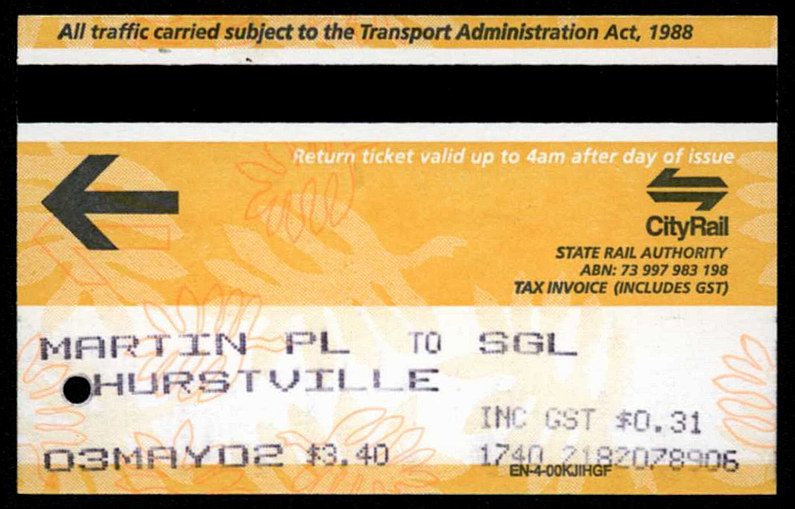 All traffic carried subject to the Transport Administration Act, 1988
Return ticket valid up to 4am after day of issue
CityRail
STATE RAIL AUTHORITY
ABN: 73 997 983 198
TAX INVOICE (INCLUDES GST)
MARTIN PL TO SGL
HURSTVILLE
INC GST $0.31
03MAY02 $3.40 1740 2182078906
EN-4-00KJIHGF